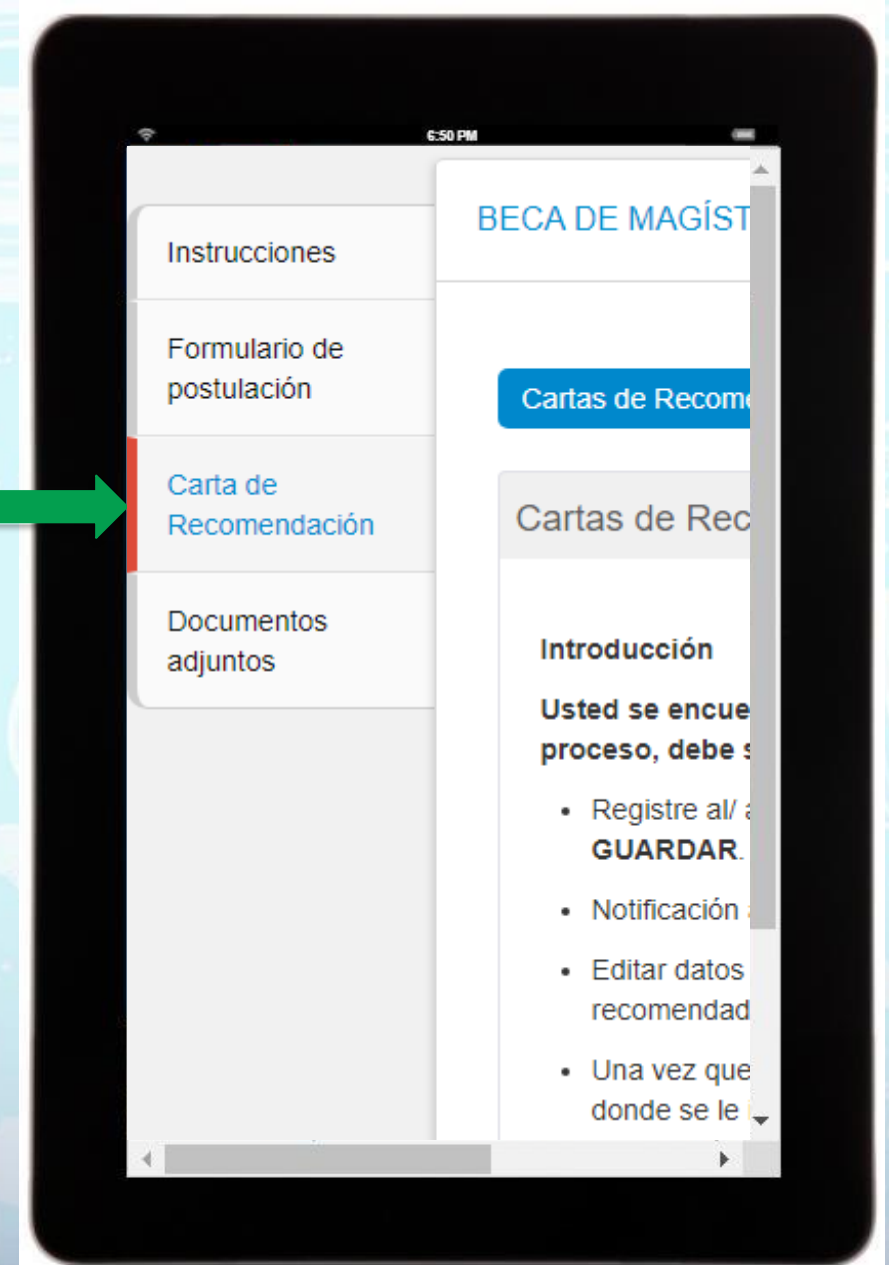 6:50 PM
Instrucciones
Formulario de
postulación
Carta de
Recomendación
Documentos
adjuntos
BECA DE MAGÍST
Cartas de Recom
Cartas de Rec
Introducción
Usted se encue
proceso, debe s
• Registre al/ a
GUARDAR.
• Notificación
• Editar datos
recomendad
• Una vez que
donde se le